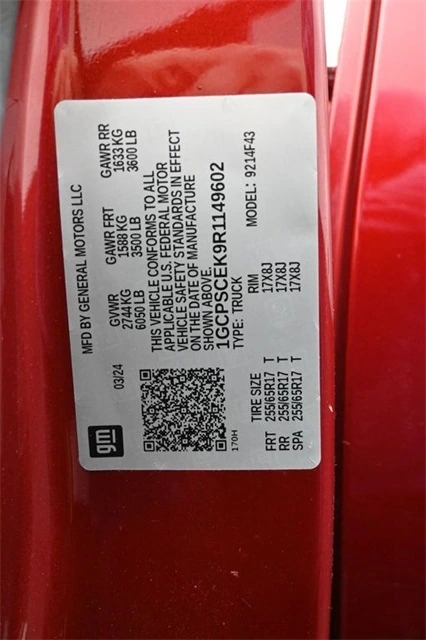 gm
MFD BY GENERAL MOTORS LLC
03/24
GVWR GAWR FRT GAWR RR
2744 KG 1588 KG 1633 KG
6050 LB 3500 LB 3600 LB
THIS VEHICLE CONFORMS TO ALL
APPLICABLE U.S. FEDERAL MOTOR
VEHICLE SAFETY STANDARDS IN EFFECT
ON THE DATE OF MANUFACTURE
SHOWN ABOVE.
1GCPSCEK9R1149602
TYPE: TRUCK MODEL: 9214F43
170H
TIRE SIZE RIM
FRT 255/65R17 T 17X8J
RR 255/65R17 T 17X8J
SPA 255/65R17 T 17X8J